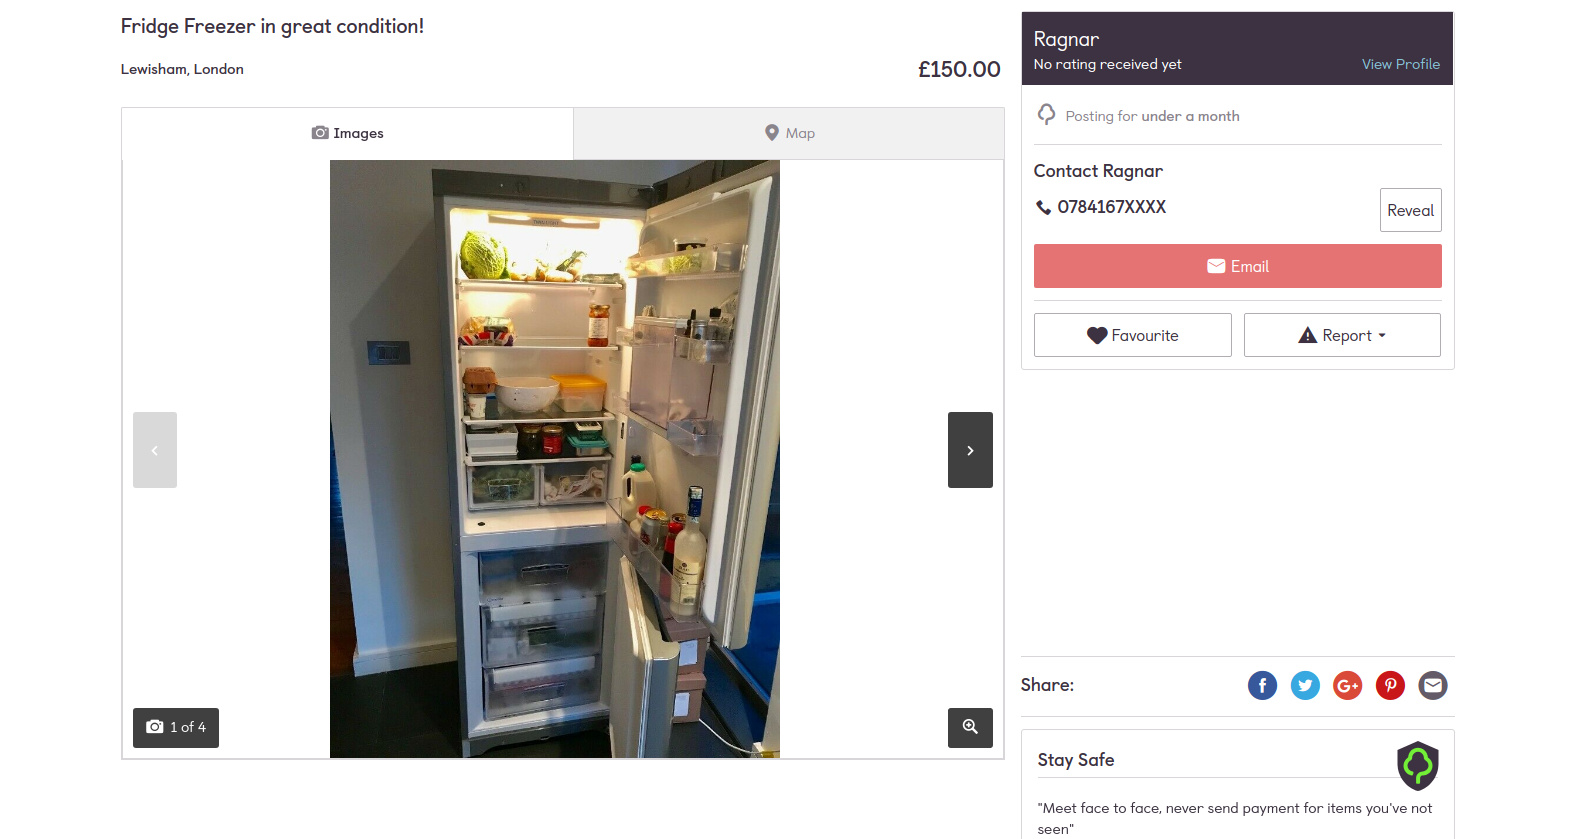 Fridge Freezer in great condition!
Lewisham, London
£150.00
Images
Map
1 of 4
Ragnar
No rating received yet
View Profile
Posting for under a month
Contact Ragnar
0784167XXXX
Reveal
Email
Favourite
Report
Share:
Stay Safe
"Meet face to face, never send payment for items you've not
seen"